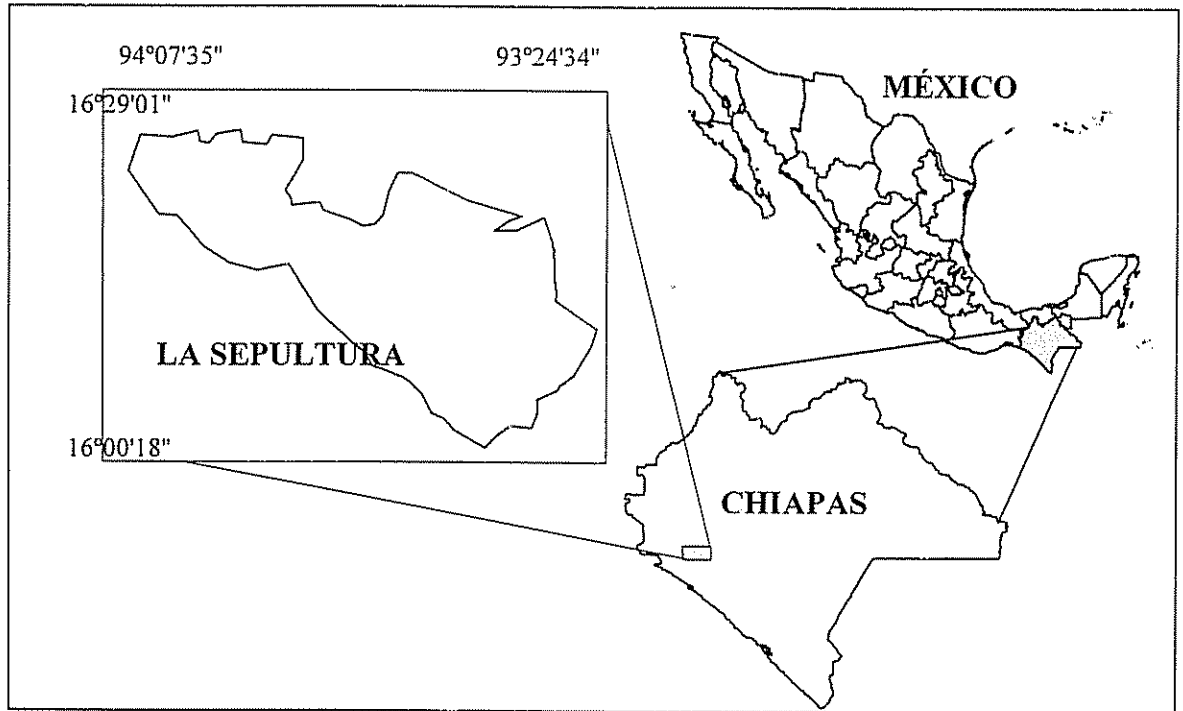 94°07'35" 93°24'34"
16°29'01"
MÉXICO
LA SEPULTURA
16°00'18"
CHIAPAS